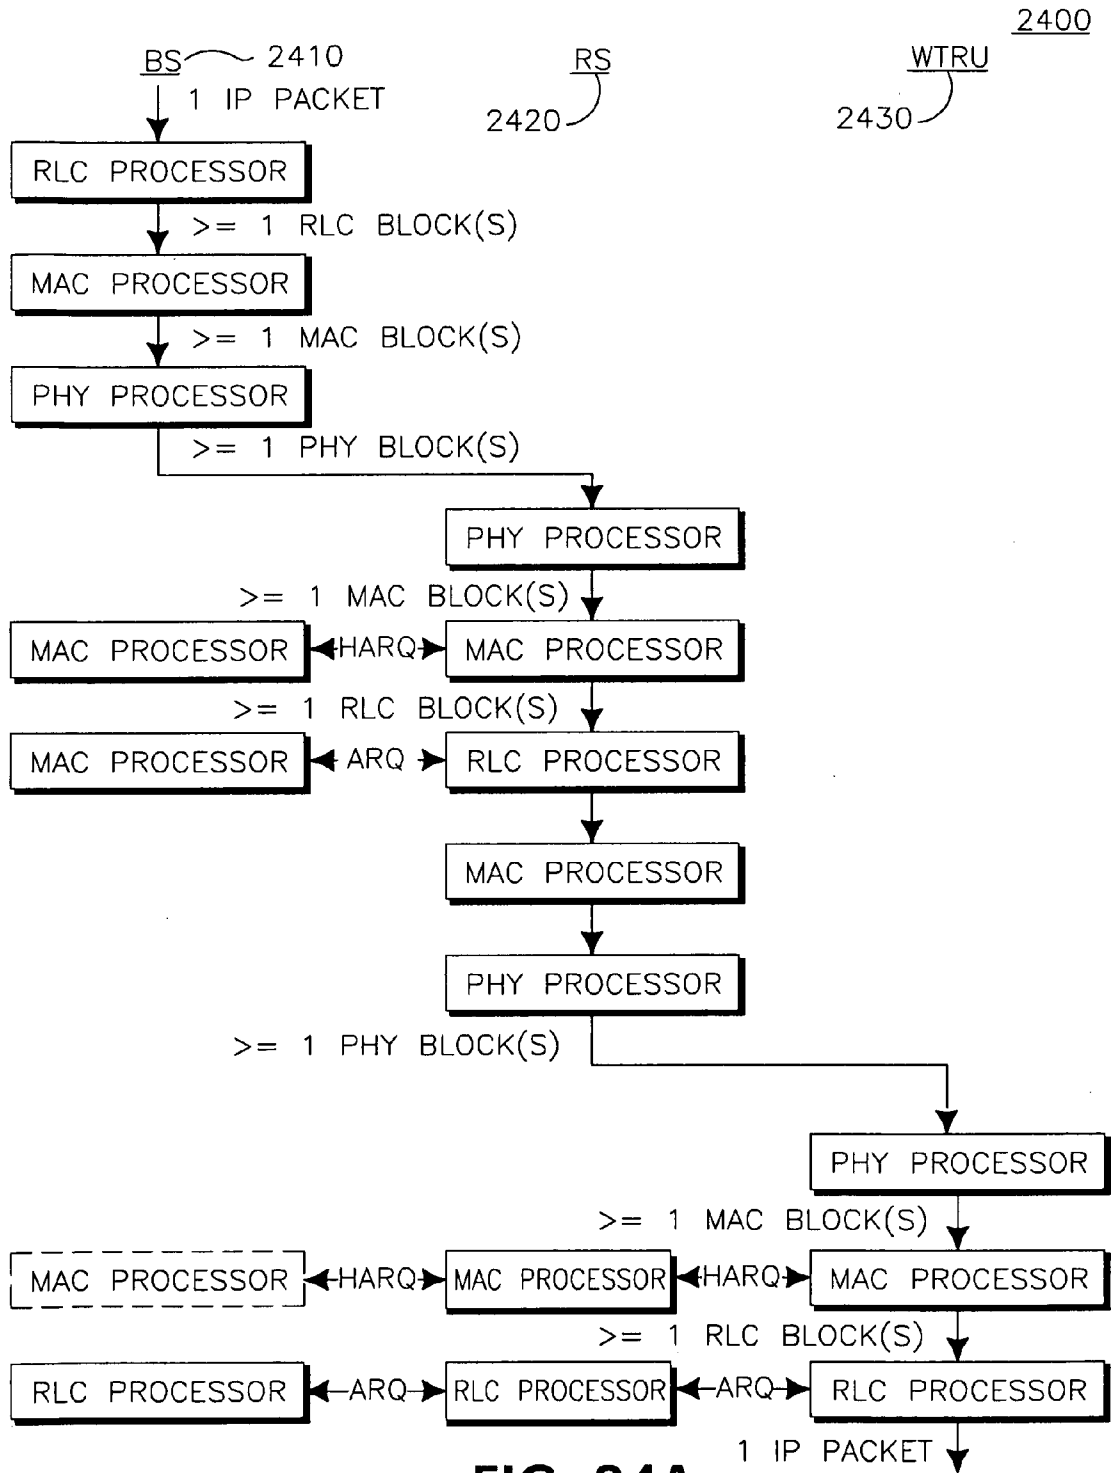 2400
BS 2410 RS WTRU
1 IP PACKET
2420 2430
RLC PROCESSOR
>= 1 RLC BLOCK(S)
MAC PROCESSOR
>= 1 MAC BLOCK(S)
PHY PROCESSOR
>= 1 PHY BLOCK(S)
PHY PROCESSOR
>= 1 MAC BLOCK(S)
MAC PROCESSOR HARQ MAC PROCESSOR
>= 1 RLC BLOCK(S)
MAC PROCESSOR ARQ RLC PROCESSOR
MAC PROCESSOR
PHY PROCESSOR
>= 1 PHY BLOCK(S)
PHY PROCESSOR
>= 1 MAC BLOCK(S)
MAC PROCESSOR HARQ MAC PROCESSOR HARQ MAC PROCESSOR
>= 1 RLC BLOCK(S)
RLC PROCESSOR ARQ RLC PROCESSOR ARQ RLC PROCESSOR
1 IP PACKET
FIG. 24A